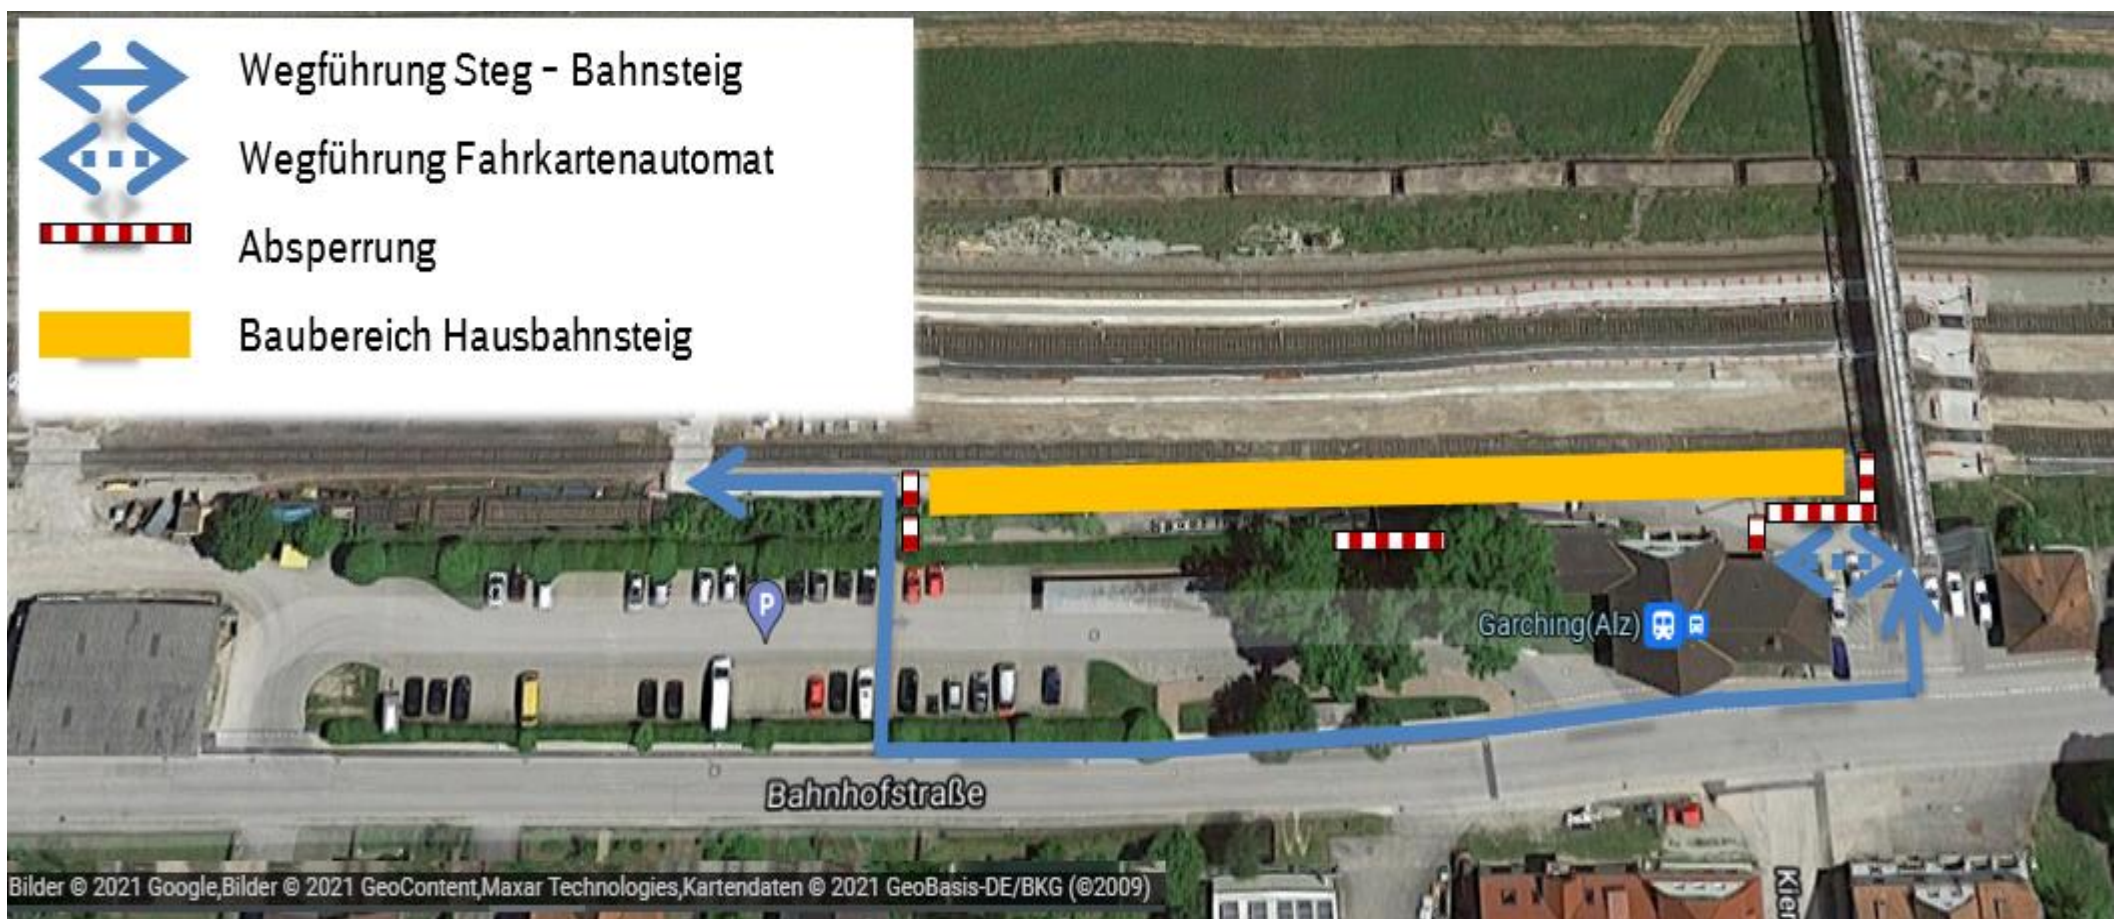 Wegführung Steg – Bahnsteig
Wegführung Fahrkartenautomat
Absperrung
Baubereich Hausbahnsteig
P
Garching(Alz)
Bahnhofstraße
Bilder © 2021 Google,Bilder © 2021 GeoContent,Maxar Technologies,Kartendaten © 2021 GeoBasis-DE/BKG (©2009)